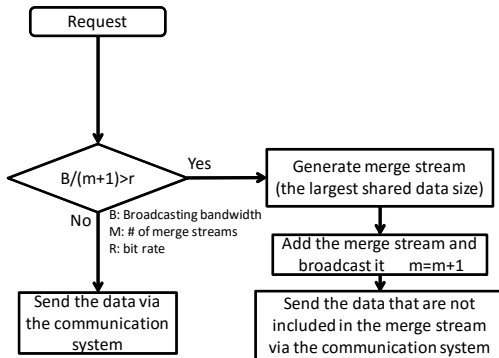 Request
B/(m+1)>r
Yes
No
B: Broadcasting bandwidth
M: # of merge streams
R: bit rate
Generate merge stream
(the largest shared data size)
Add the merge stream and
broadcast it m=m+1
Send the data via
the communication
system
Send the data that are not
included in the merge stream
via the communication system